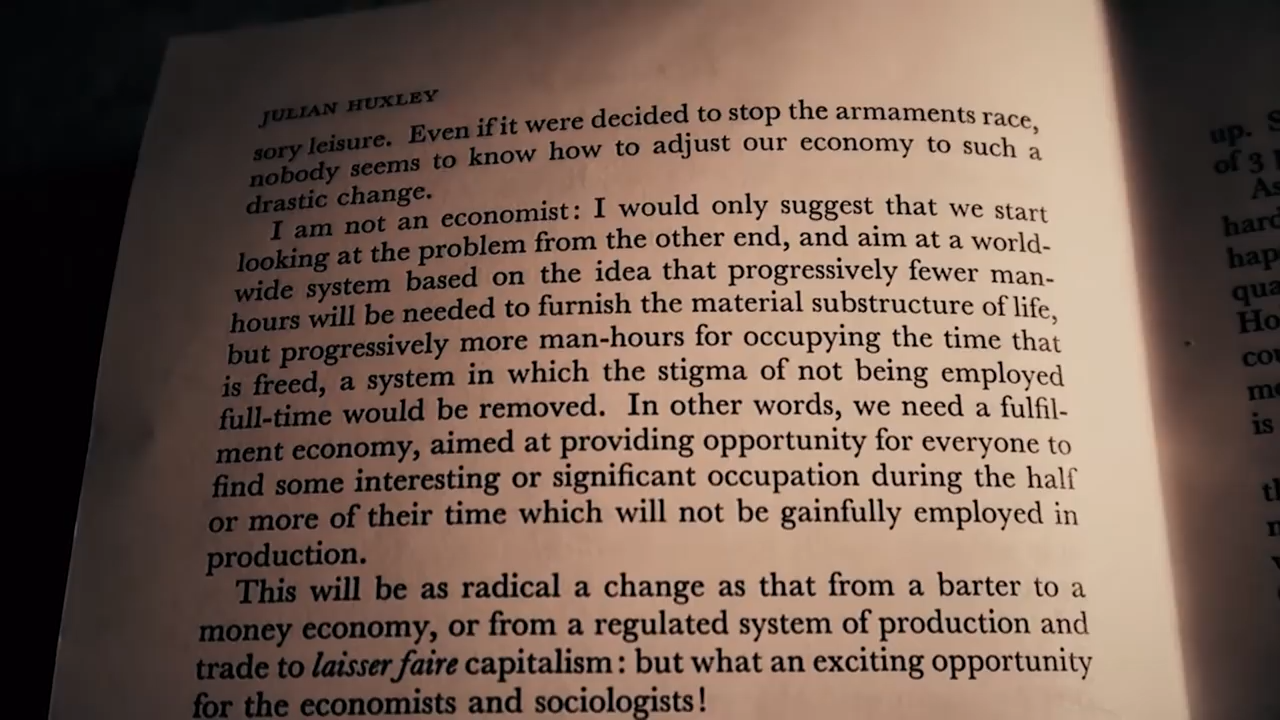 JULIAN HUXLEY
sory leisure. Even if it were decided to stop the armaments race,
nobody seems to know how to adjust our economy to such a
drastic change.
I am not an economist: I would only suggest that we start
looking at the problem from the other end, and aim at a world-
wide system based on the idea that progressively fewer man-
hours will be needed to furnish the material substructure of life,
but progressively more man-hours for occupying the time that
is freed, a system in which the stigma of not being employed
full-time would be removed. In other words, we need a fulfil-
ment economy, aimed at providing opportunity for everyone to
find some interesting or significant occupation during the half
or more of their time which will not be gainfully employed in
production.
This will be as radical a change as that from a barter to a
money economy, or from a regulated system of production and
trade to laisser faire capitalism: but what an exciting opportunity
for the economists and sociologists!
up.
of 3
is